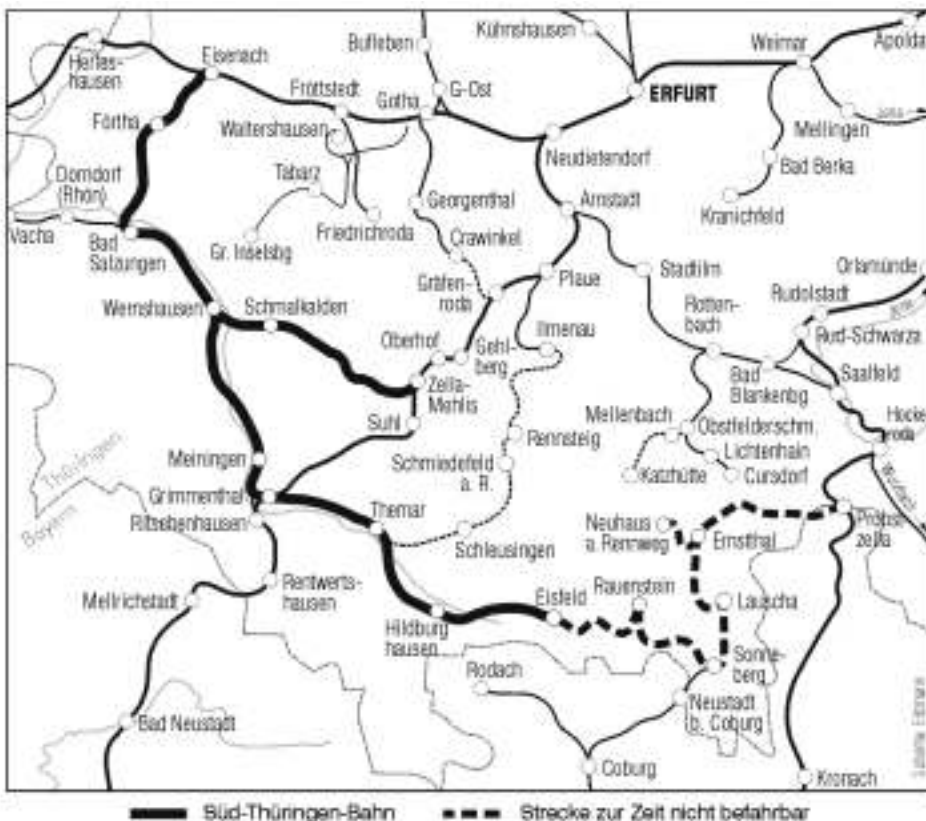 Bufleben
Kühnshausen
Weimar
Apolda
Herles-
hausen
Eisenach
Fröttstedt
Gotha
G-Ost
ERFURT
Förtha
Waltershausen
Mellingen
Neudietendorf
Bad Berka
Dorndorf
(Rhön)
Tabarz
Georgenthal
Arnstadt
Kranichfeld
Vacha
Bad
Salzungen
Gr. Inselsbg
Friedrichroda
Crawinkel
Plaue
Stadtilm
Orlamünde
Wernshausen
Schmalkalden
Gräfen-
roda
Ilmenau
Rotten-
bach
Rudolstadt
Rud-Schwarza
Oberhof
Gehl-
berg
Zella-
Mehlis
Bad
Blankenbg
Saalfeld
Suhl
Mellenbach
Obstfelderschm.
Hocke-
roda
Thüringen
Bayern
Meiningen
Rennsteig
Lichtenhain
Cursdorf
Katzhütte
Schmiedefeld
a. R.
Grimmenthal
Ritschenhausen
Themar
Schleusingen
Neuhaus
a. Rennweg
Ernstthal
Probst-
zella
Mellrichstadt
Rentwerts-
hausen
Rauenstein
Lauscha
Hildburg
hausen
Eisfeld
Sonne-
berg
Rodach
Neustadt
b. Coburg
Bad Neustadt
Coburg
Kronach
Süd-Thüringen-Bahn
Strecke zur Zeit nicht befahrbar